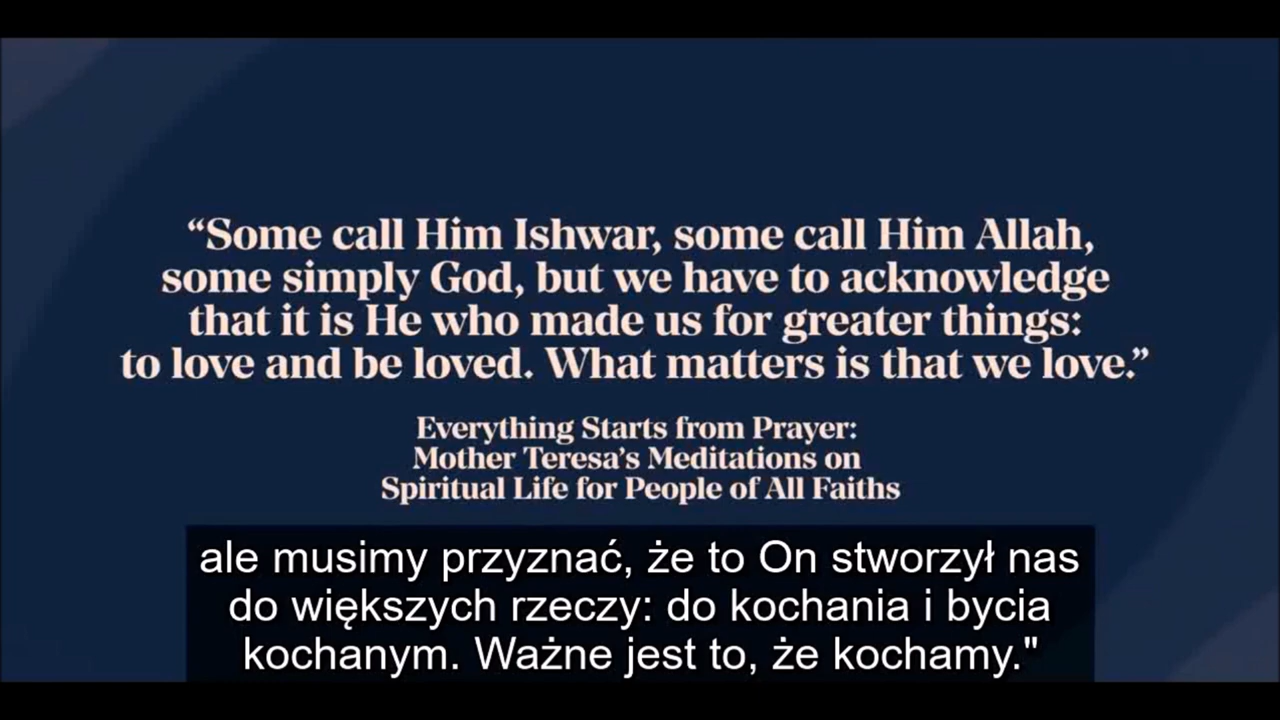 “Some call Him Ishwar, some call Him Allah,
some simply God, but we have to acknowledge
that it is He who made us for greater things:
to love and be loved. What matters is that we love.”
Everything Starts from Prayer:
Mother Teresa’s Meditations on
Spiritual Life for People of All Faiths
ale musimy przyznać, że to On stworzył nas
do większych rzeczy: do kochania i bycia
kochanym. Ważne jest to, że kochamy."